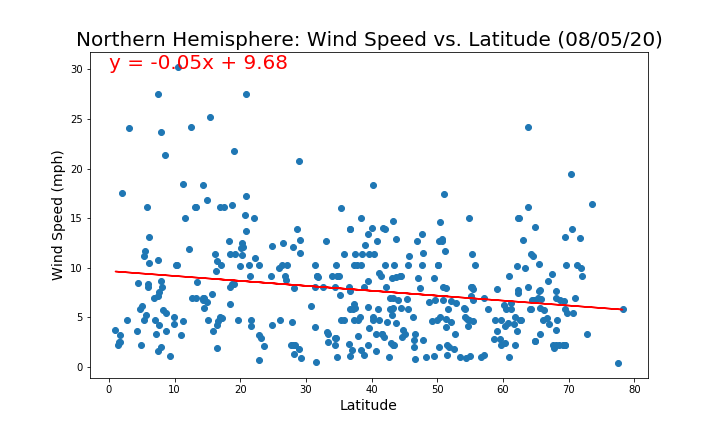 Northern Hemisphere: Wind Speed vs. Latitude (08/05/20)
y = -0.05x + 9.68
30
25
20
15
10
5
0
Wind Speed (mph)
0 10 20 30 40 50 60 70 80
Latitude